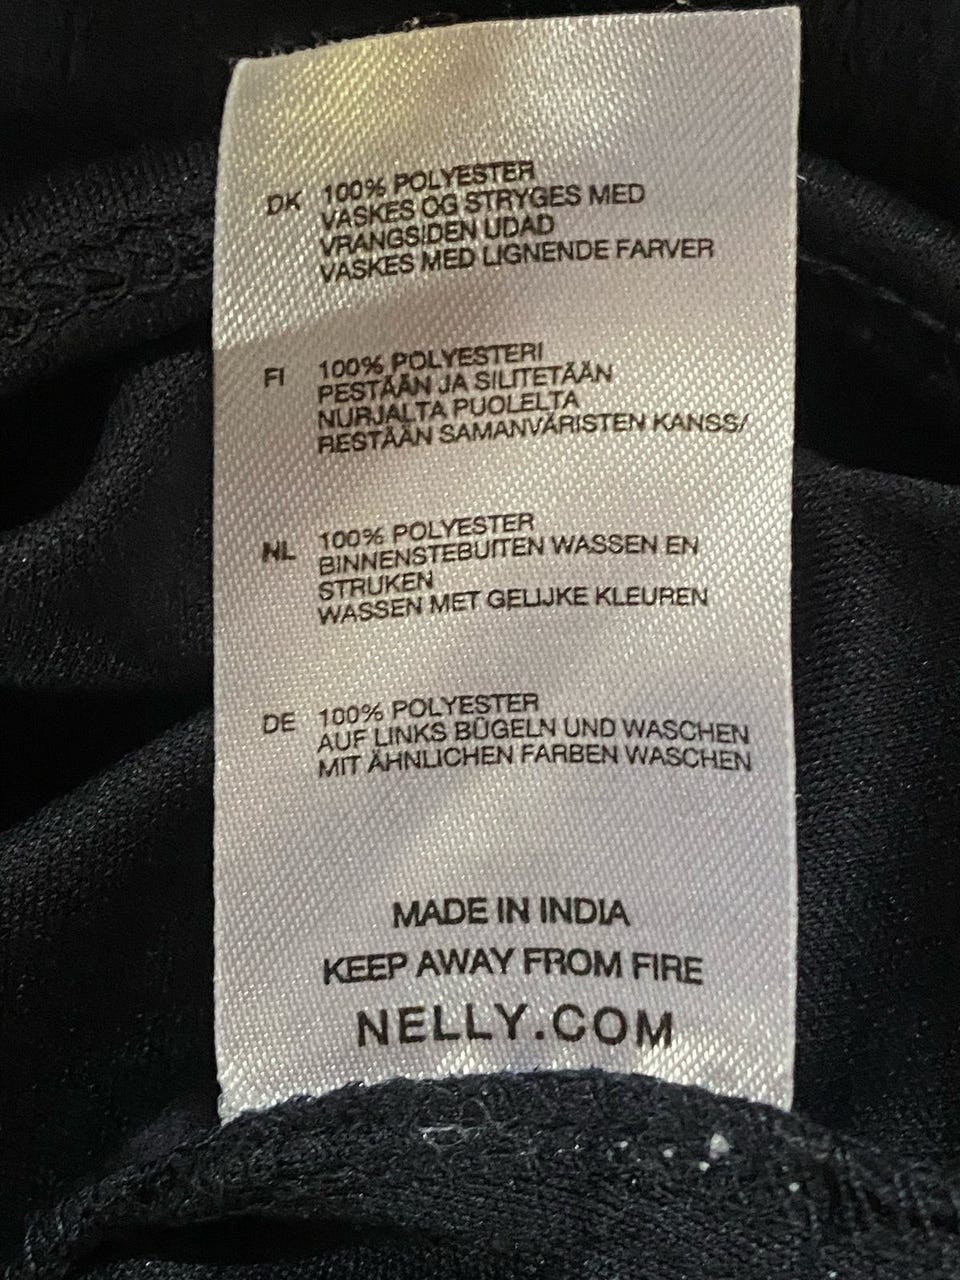 DK 100% POLYESTER
VASKES OG STRYGES MED
VRANGSIDEN UDAD
VASKES MED LIGNENDE FARVER
FI 100% POLYESTERI
PESTÄÄN JA SILITETÄÄN
NURJALTA PUOLELTA
RESTÄÄN SAMANVÄRISTEN KANSS/
NL 100% POLYESTER
BINNENSTEBUITEN WASSEN EN
STRIJKEN
WASSEN MET GELIJKE KLEUREN
DE 100% POLYESTER
AUF LINKS BÜGELN UND WASCHEN
MIT ÄHNLICHEN FARBEN WASCHEN
MADE IN INDIA
KEEP AWAY FROM FIRE
NELLY.COM